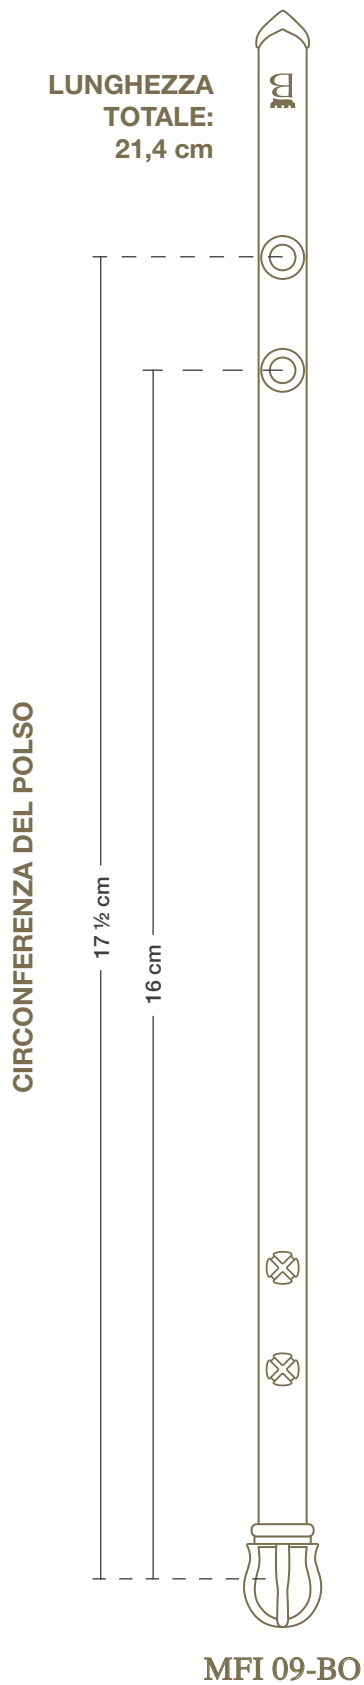 LUNGHEZZA
TOTALE:
21,4 cm
B
CIRCONFERENZA DEL POLSO
17 ½ cm
16 cm
MFI 09-BO